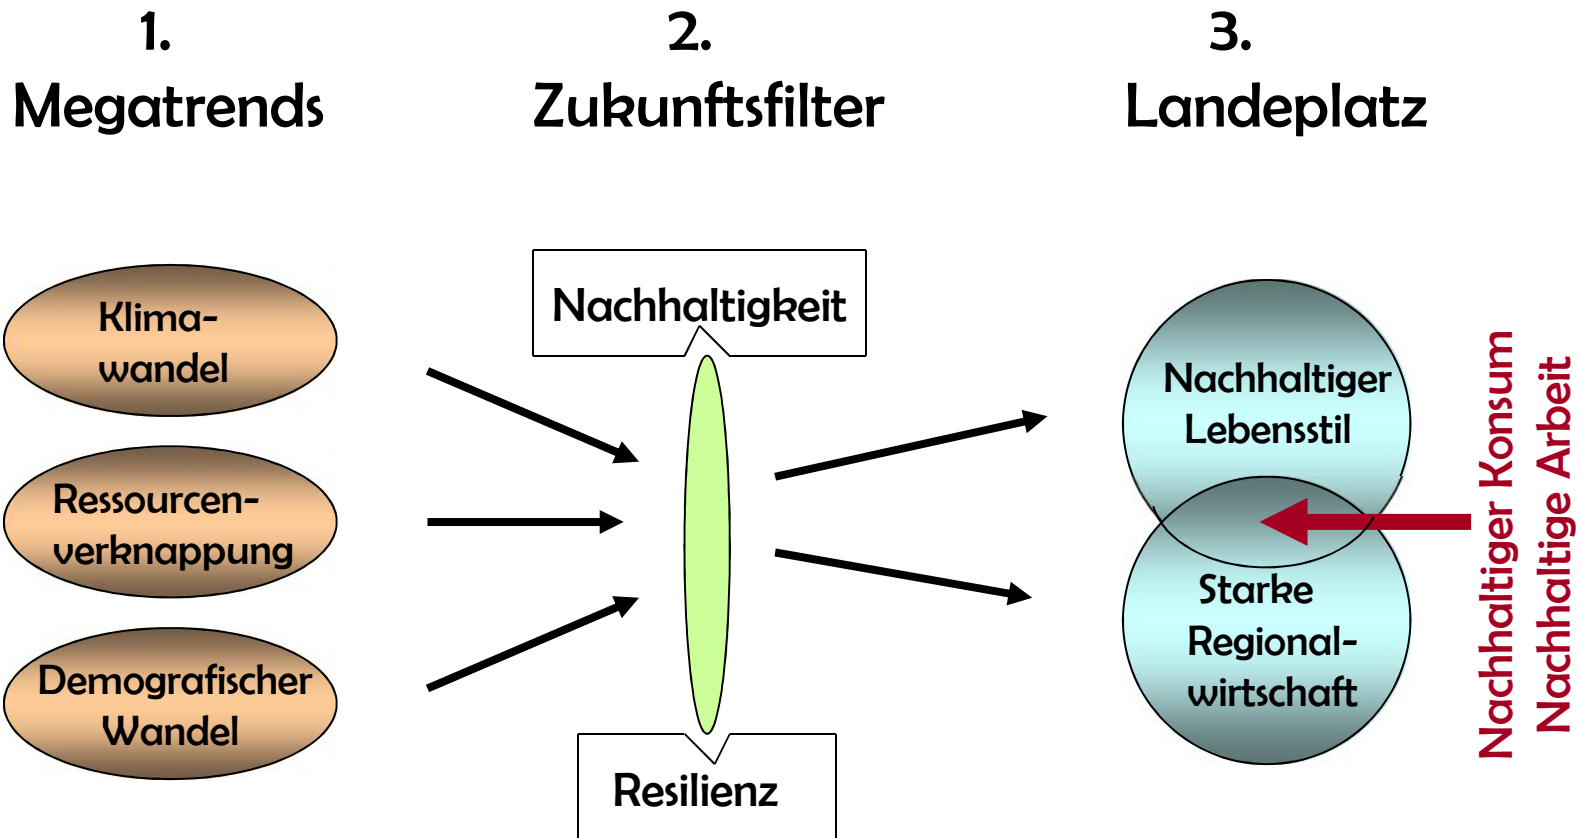 1.
Megatrends
2.
Zukunftsfilter
3.
Landeplatz
Klima-
wandel
Ressourcen-
verknappung
Demografischer
Wandel
Nachhaltigkeit
Resilienz
Nachhaltiger
Lebensstil
Starke
Regional-
wirtschaft
Nachhaltiger Konsum
Nachhaltige Arbeit